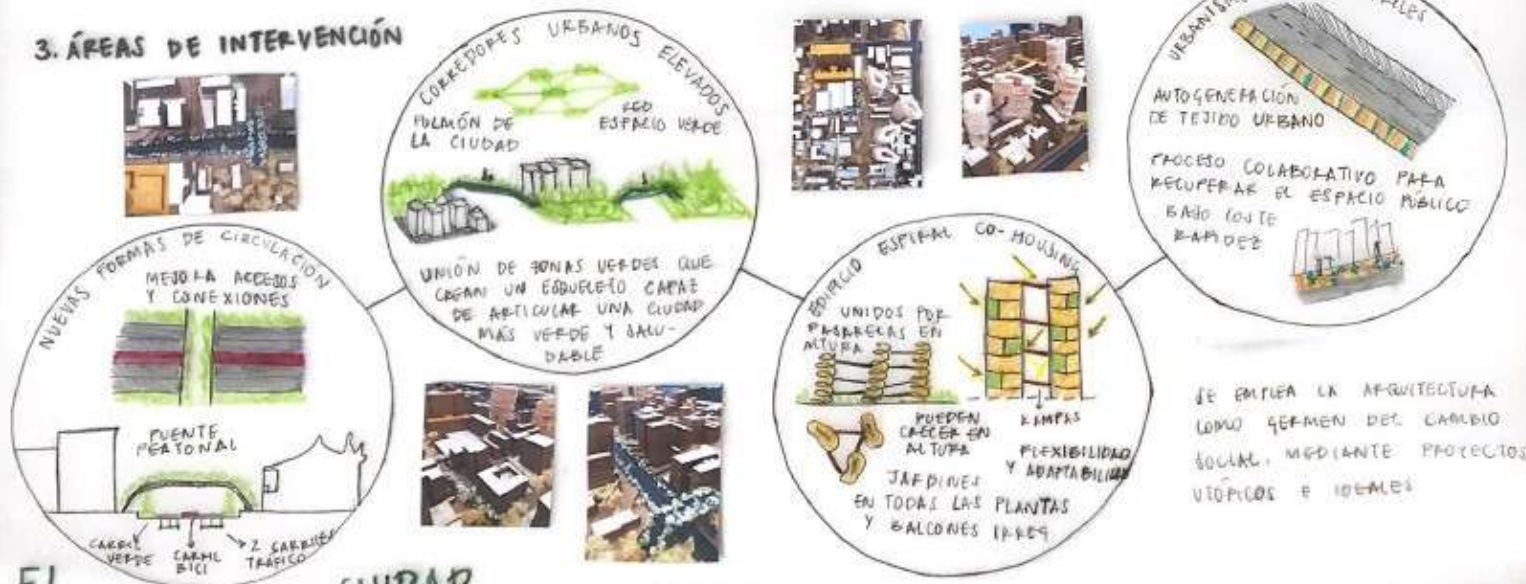 3. ÁREAS DE INTERVENCIÓN
NUEVAS FORMAS DE CIRCULACIÓN
MEJORA ACCESOS
Y CONEXIONES
PUENTE
PEATONAL
CARRIL
VERDE
CARRIL
BICI
2 CARRILES
TRÁFICO
CORREDORES URBANOS ELEVADOS
PULMÓN DE
LA CIUDAD
RED
ESPACIO VERDE
UNIÓN DE ZONAS VERDES QUE
CREAN UN ESQUELETO CAPAZ
DE ARTICULAR UNA CIUDAD
MÁS VERDE Y SALU-
DABLE
EDIFICIO ESPIRAL CO-HOUSING
UNIDOS POR
PASARELAS EN
ALTURA
PUEDEN
CRECER EN
ALTURA
RAMPAS
FLEXIBILIDAD
Y ADAPTABILIDAD
JARDINES
EN TODAS LAS PLANTAS
Y BALCONES IRREG
AUTOGENERACIÓN
DE TEJIDO URBANO
PROCESO COLABORATIVO PARA
RECUPERAR EL ESPACIO PÚBLICO
BAJO COSTE
RAPIDEZ
SE EMPLEA LA ARQUITECTURA
COMO GERMEN DEL CAMBIO
SOCIAL, MEDIANTE PROYECTOS
UTÓPICOS E IDEALES
EL
CIUDAD